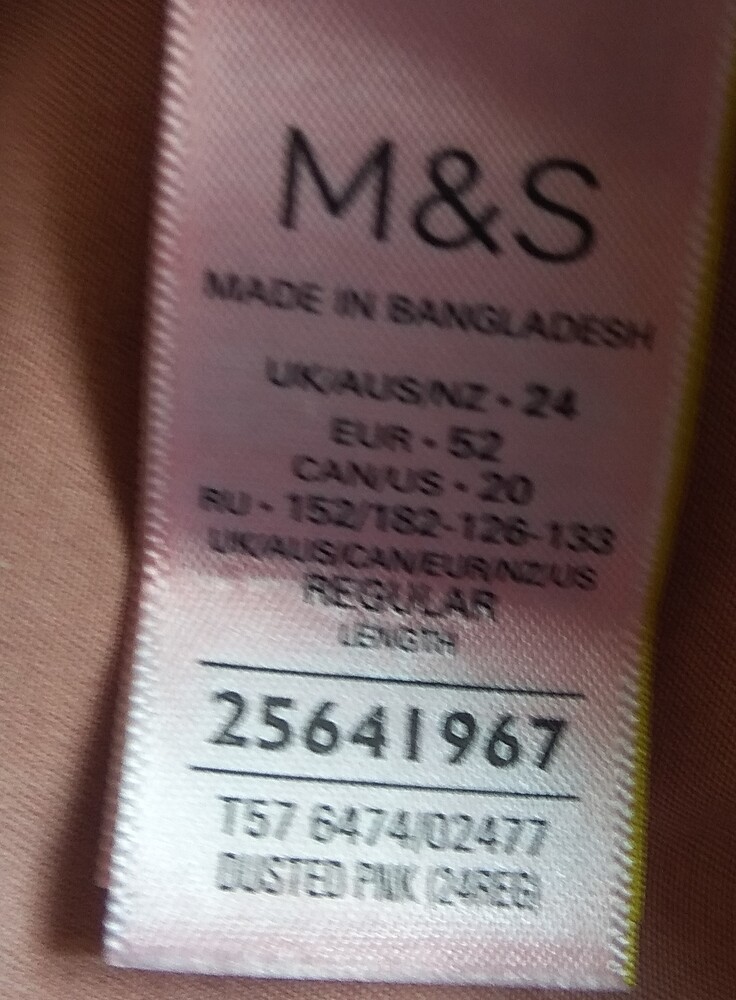 M&S
MADE IN BANGLADESH
UK/AUS/NZ - 24
EUR - 52
CAN/US - 20
RU - 152/182-126-133
UK/AUS/CAN/EUR/NZ/US
REGULAR
LENGTH
25641967
T57 6474/02477
DUSTED PINK (24REG)